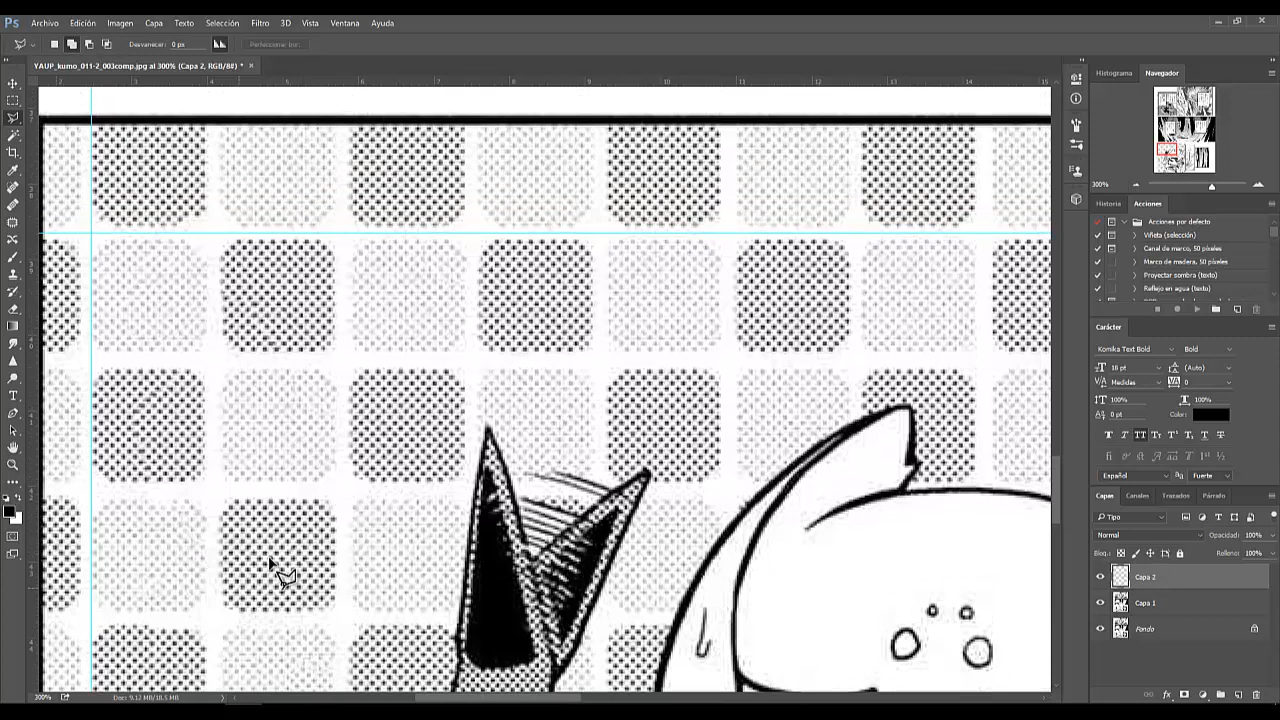 Ps Archivo Edición Imagen Capa Texto Selección Filtro 3D Vista Ventana Ayuda
Desvanecer: 0 px Perfeccionar bor.
YAUP_kumo_011-2_003comp.jpg al 300% (Capa 2, RGB/8#) *
Histograma Navegador
300%
Historia Acciones
Acciones por defecto
Viñeta (selección)
Canal de marco, 50 píxeles
Marco de madera, 50 píxeles
Proyectar sombra (texto)
Reflejo en agua (texto)
Carácter
Komika Text Bold Bold
18 pt (Auto)
Medidas 0
100% 100%
0 pt Color:
Español aa Fuerte
Capas Canales Trazados Párrafo
Tipo
Normal Opacidad: 100%
Bloq.: Relleno: 100%
Capa 2
Capa 1
Fondo
300% Doc: 9.12 MB/18.5 MB